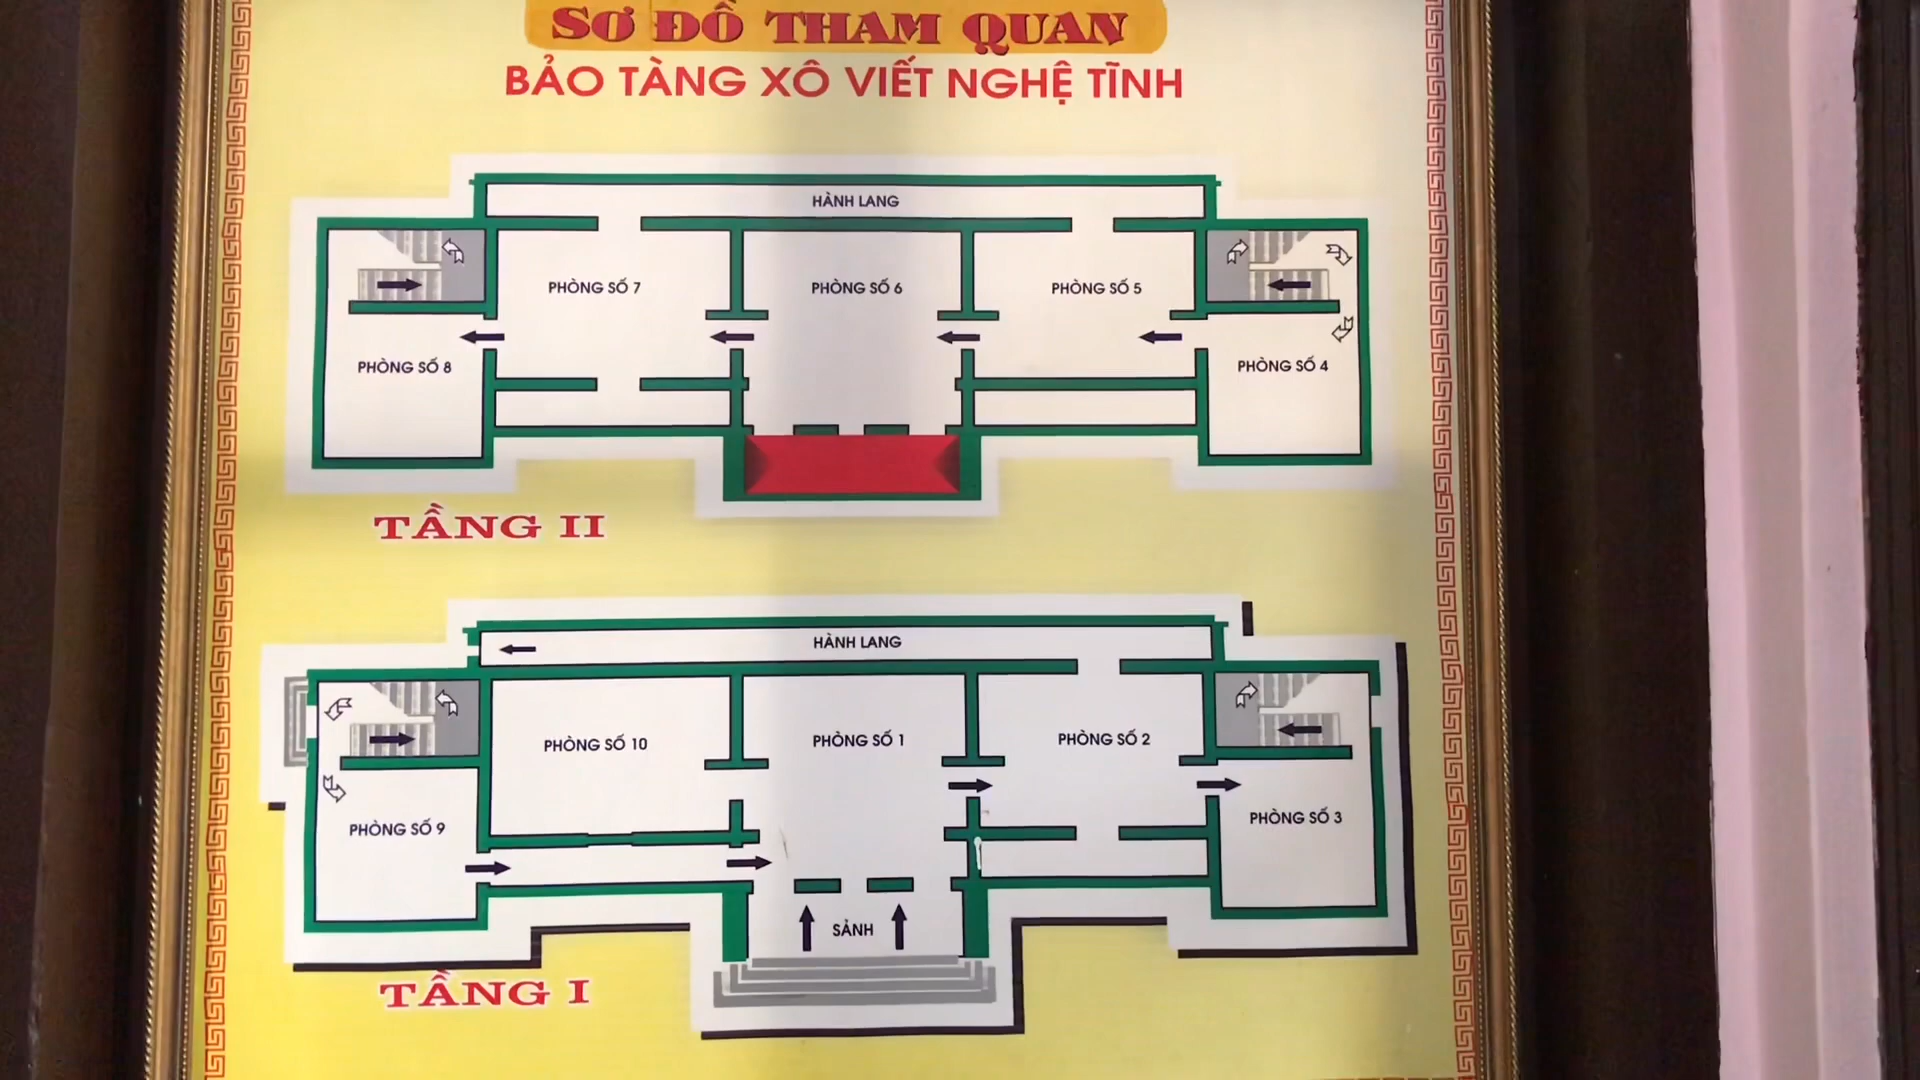 SƠ ĐỒ THAM QUAN
BẢO TÀNG XÔ VIẾT NGHỆ TĨNH
HÀNH LANG
PHÒNG SỐ 7
PHÒNG SỐ 6
PHÒNG SỐ 5
PHÒNG SỐ 8
PHÒNG SỐ 4
TẦNG II
HÀNH LANG
PHÒNG SỐ 10
PHÒNG SỐ 1
PHÒNG SỐ 2
PHÒNG SỐ 9
PHÒNG SỐ 3
SẢNH
TẦNG I